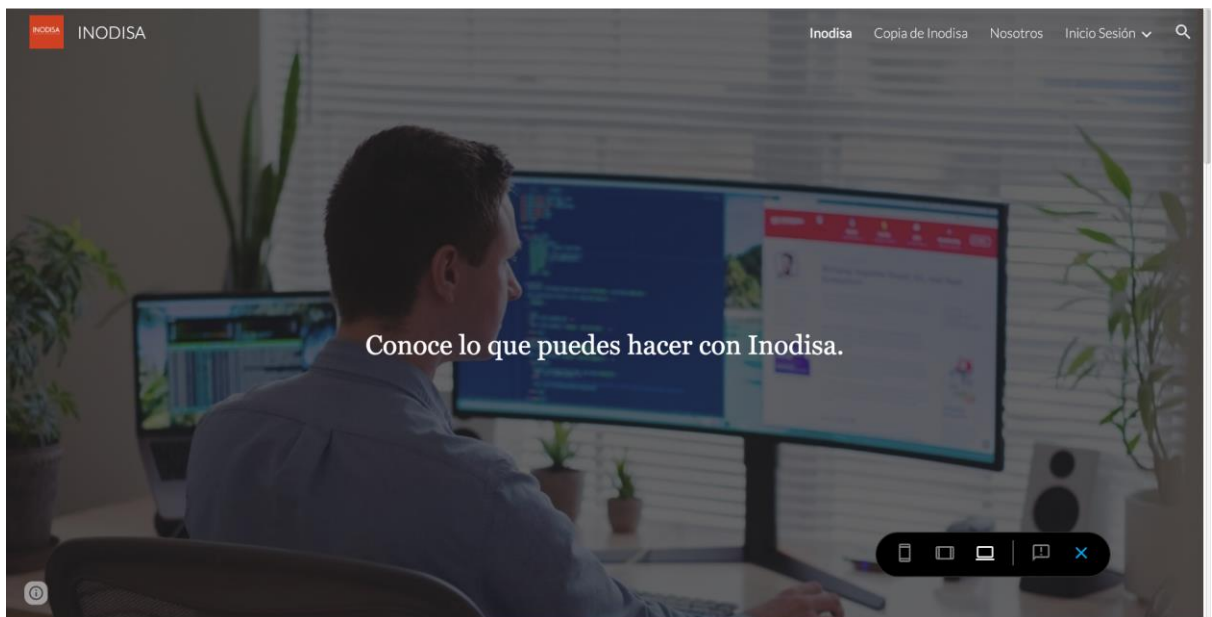 INODISA
INODISA
Inodisa
Copia de Inodisa
Nosotros
Inicio Sesión
Conoce lo que puedes hacer con Inodisa.